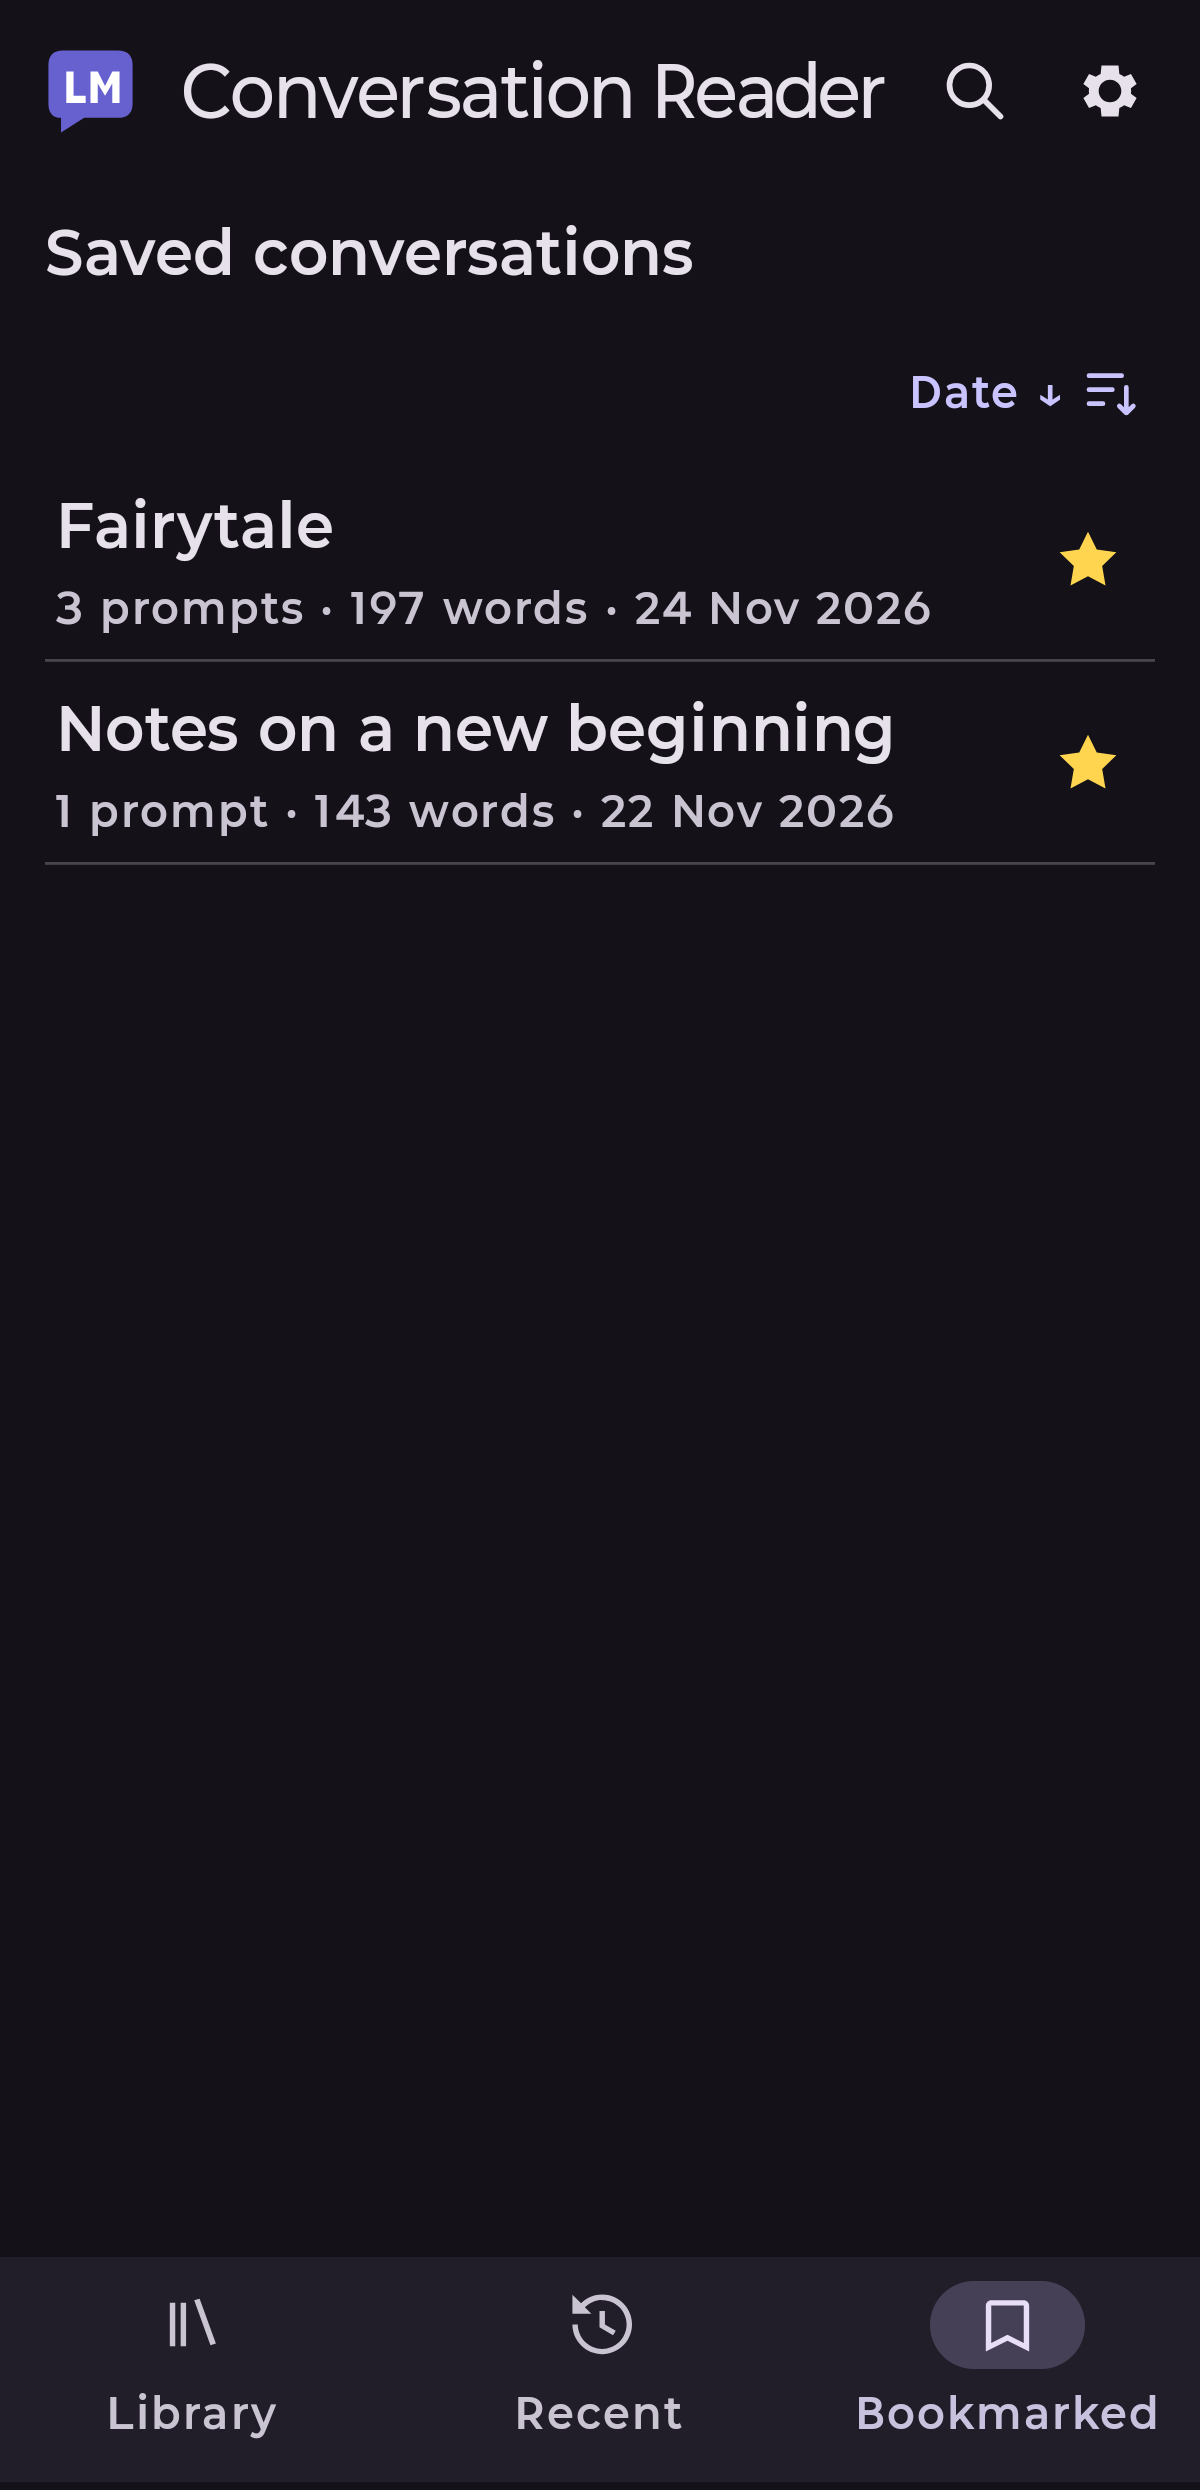 LM Conversation Reader
Saved conversations
Date ↓
Fairytale
3 prompts · 197 words · 24 Nov 2026
Notes on a new beginning
1 prompt · 143 words · 22 Nov 2026
Library Recent Bookmarked